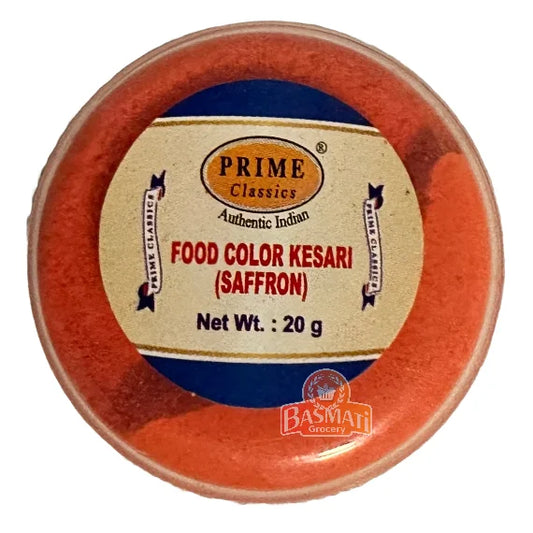 PRIME
Classics
®
Authentic Indian
PRIME CLASSICS
PRIME CLASSICS
FOOD COLOR KESARI
(SAFFRON)
Net Wt. : 20 g
BASMATI
Grocery